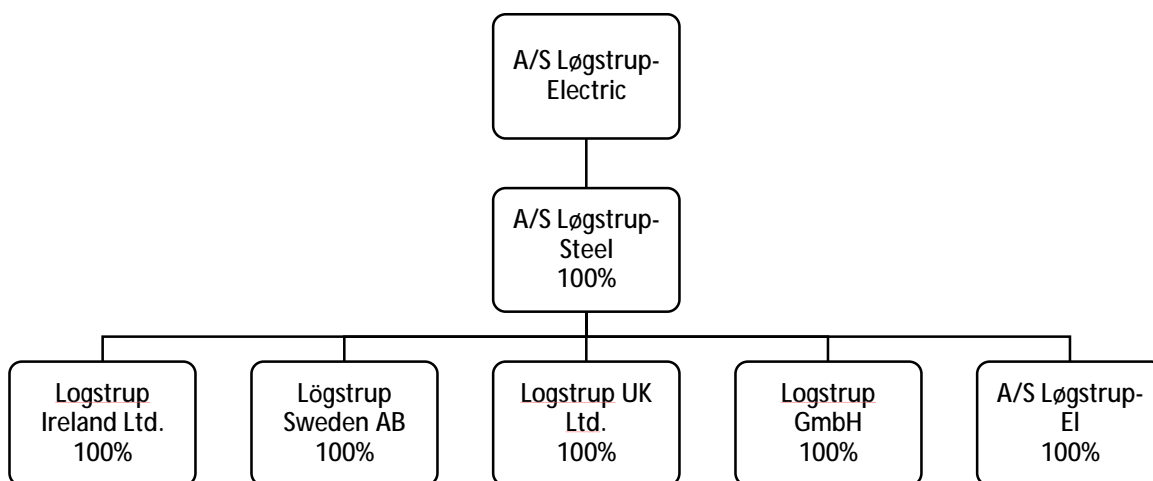 A/S Løgstrup-
Electric
A/S Løgstrup-
Steel
100%
Logstrup
Ireland Ltd.
100%
Lögstrup
Sweden AB
100%
Logstrup UK
Ltd.
100%
Logstrup
GmbH
100%
A/S Løgstrup-
El
100%